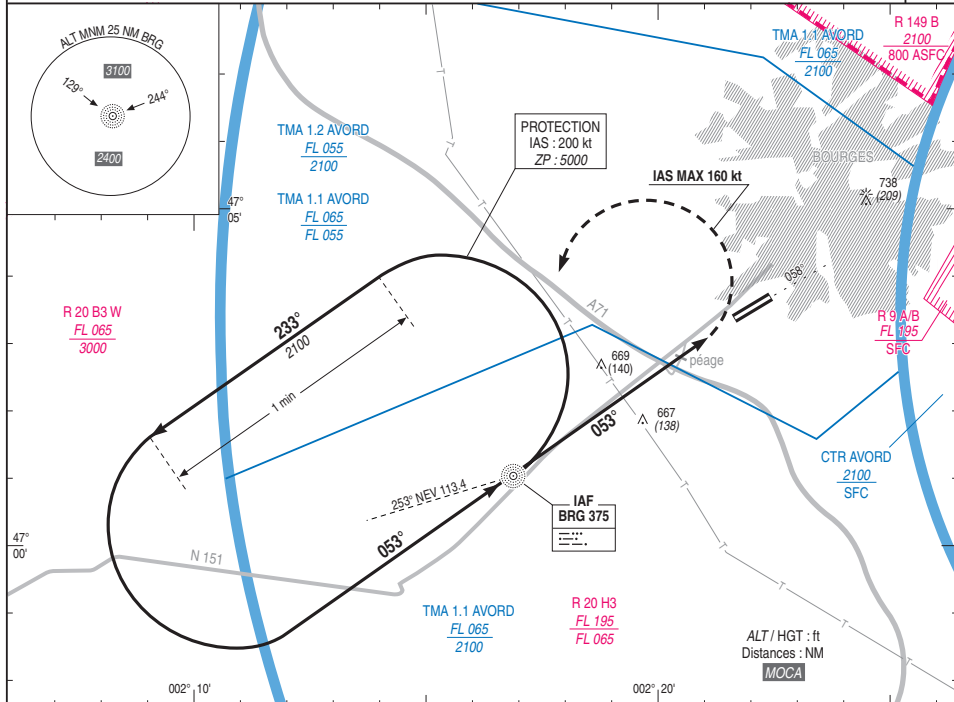 ALT MNM 25 NM BRG
3100
129°
244°
2400
TMA 1.2 AVORD
FL 055
2100
TMA 1.1 AVORD
FL 065
FL 055
PROTECTION
IAS : 200 kt
ZP : 5000
IAS MAX 160 kt
TMA 1.1 AVORD
FL 065
2100
R 149 B
2100
800 ASFC
BOURGES
738
(209)
47°
05'
R 20 B3 W
FL 065
3000
233°
2100
1 min
A71
058°
péage
669
(140)
667
(138)
053°
R 9 A/B
FL 195
SFC
CTR AVORD
2100
SFC
253° NEV 113.4
053°
IAF
BRG 375
47°
00'
N 151
TMA 1.1 AVORD
FL 065
2100
R 20 H3
FL 195
FL 065
ALT / HGT : ft
Distances : NM
MOCA
002° 10'
002° 20'
T
T
T
T
T
T
T
T
T